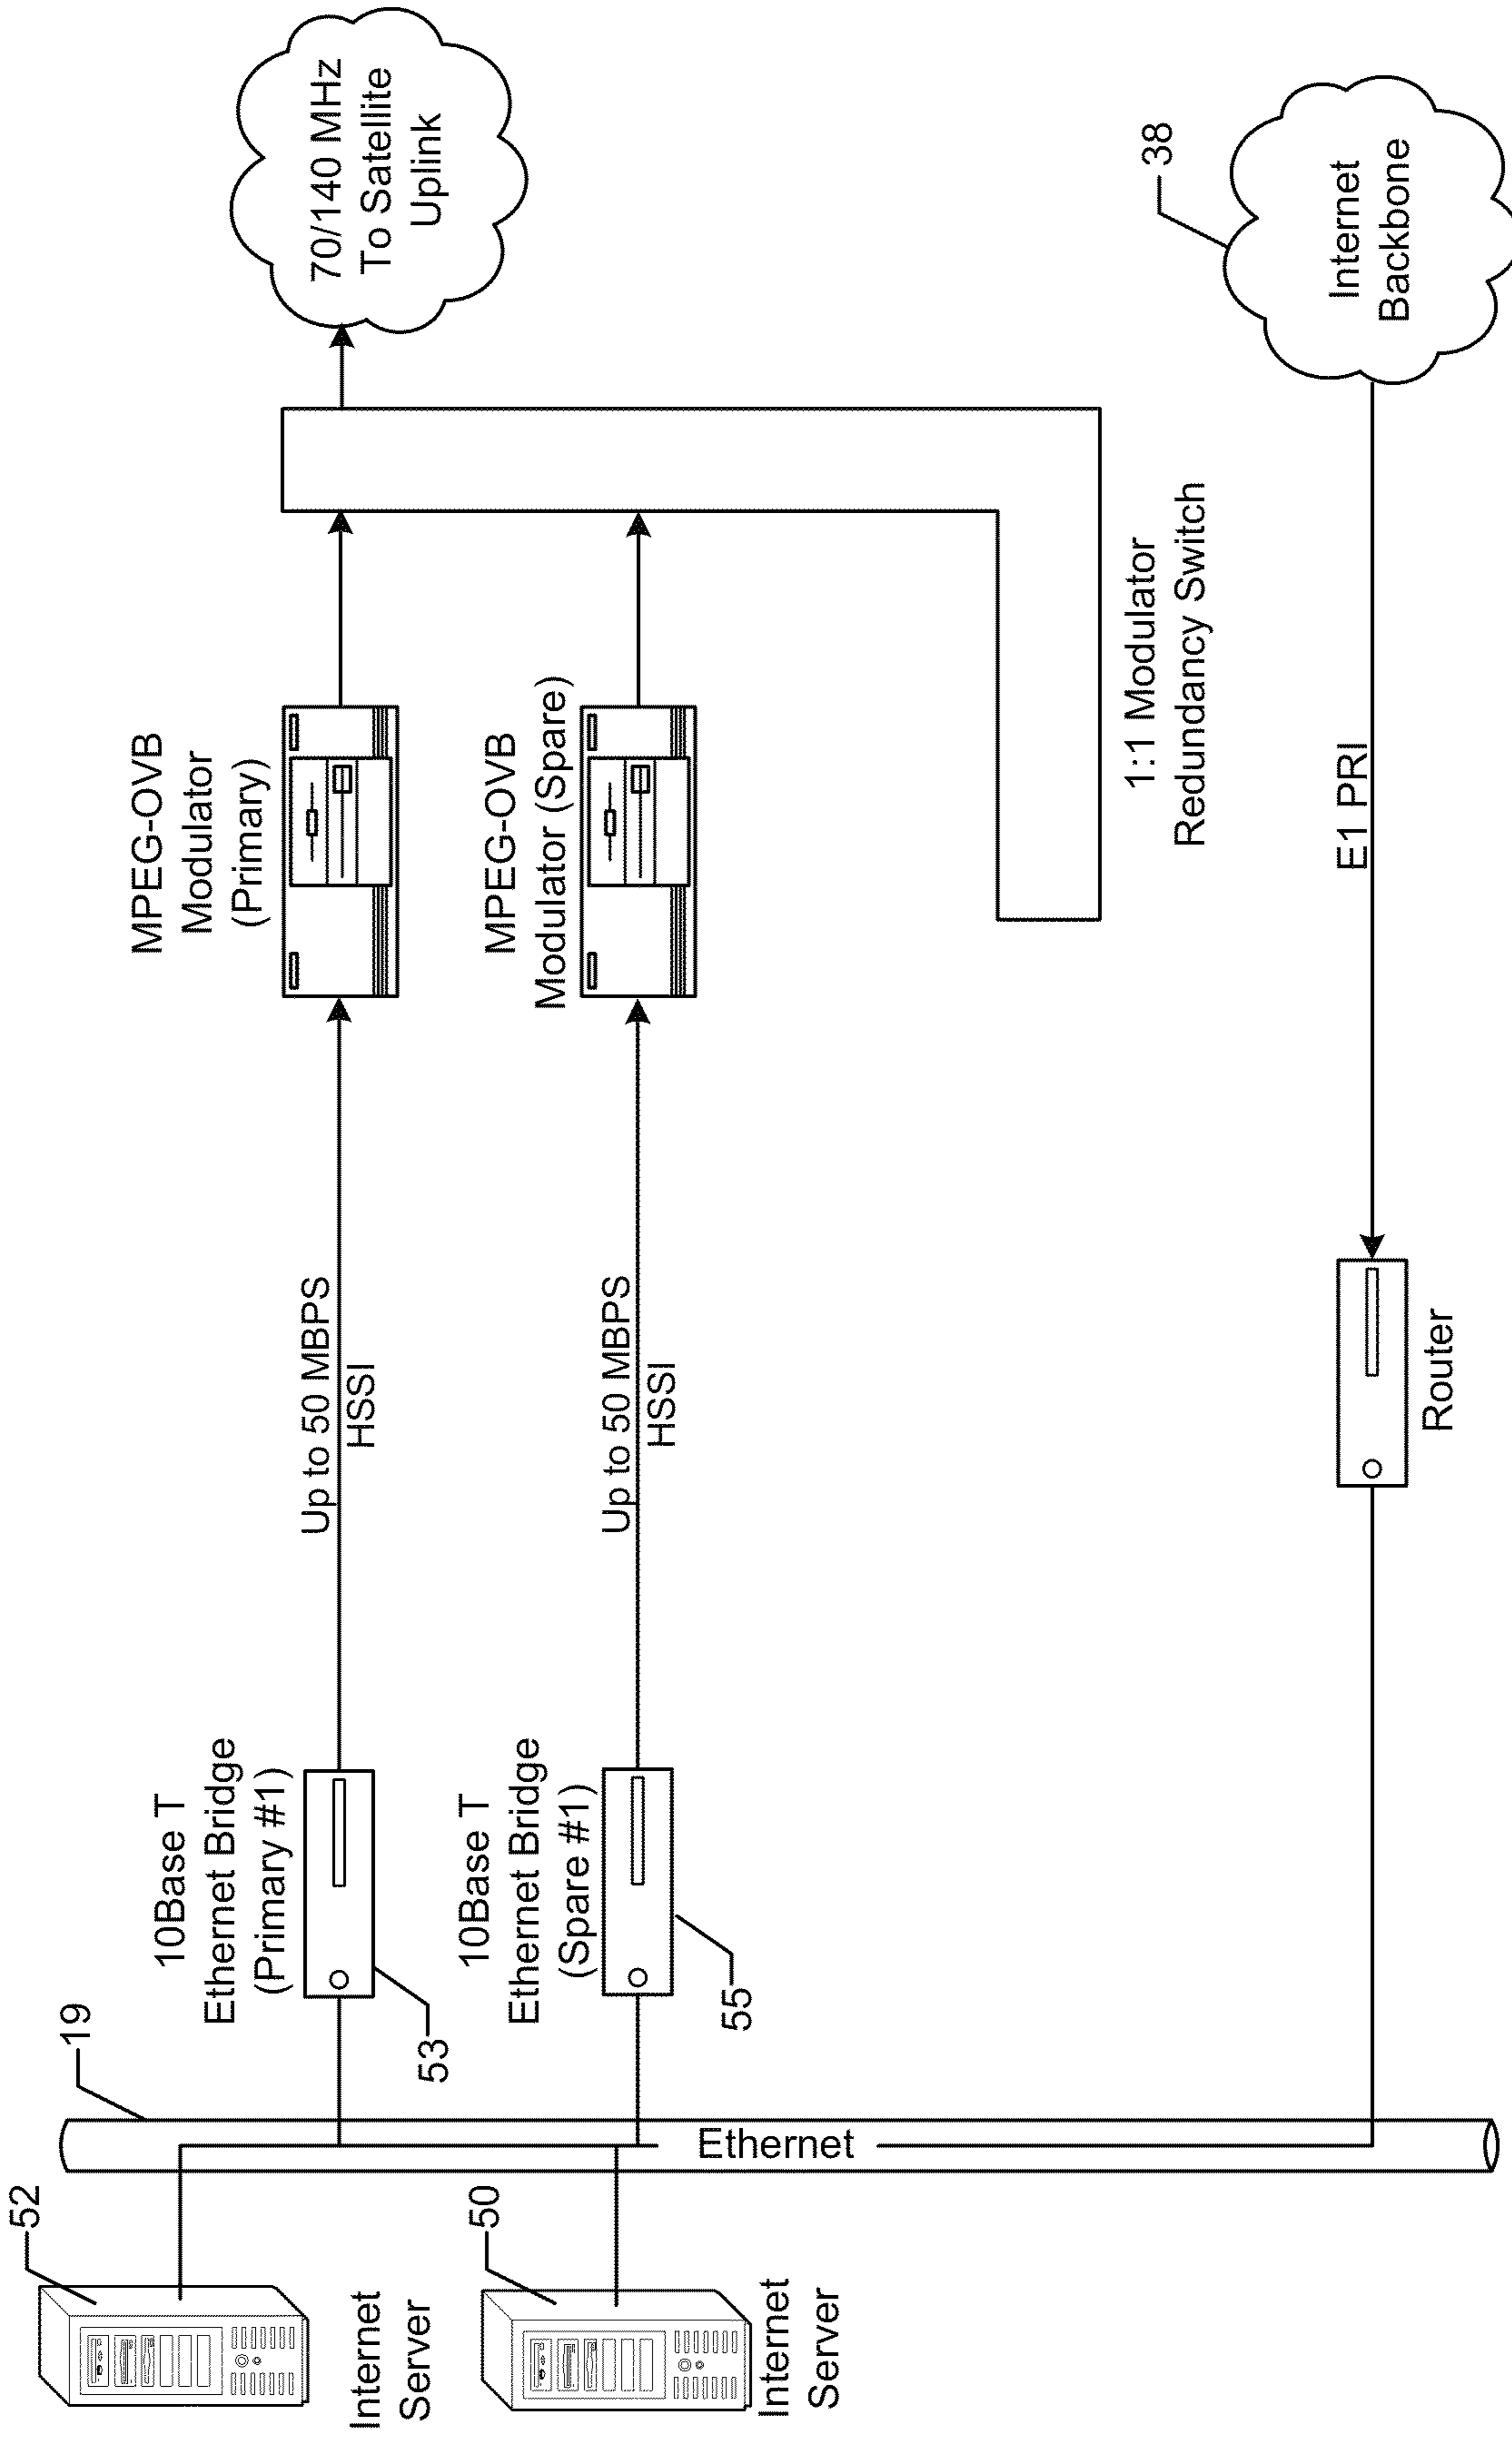 52
Internet
Server
50
Internet
Server
19
Ethernet
10Base T
Ethernet Bridge
(Primary #1)
53
10Base T
Ethernet Bridge
(Spare #1)
55
Up to 50 MBPS
HSSI
Up to 50 MBPS
HSSI
MPEG-OVB
Modulator
(Primary)
MPEG-OVB
Modulator (Spare)
1:1 Modulator
Redundancy Switch
70/140 MHz
To Satellite
Uplink
Router
E1 PRI
38
Internet
Backbone